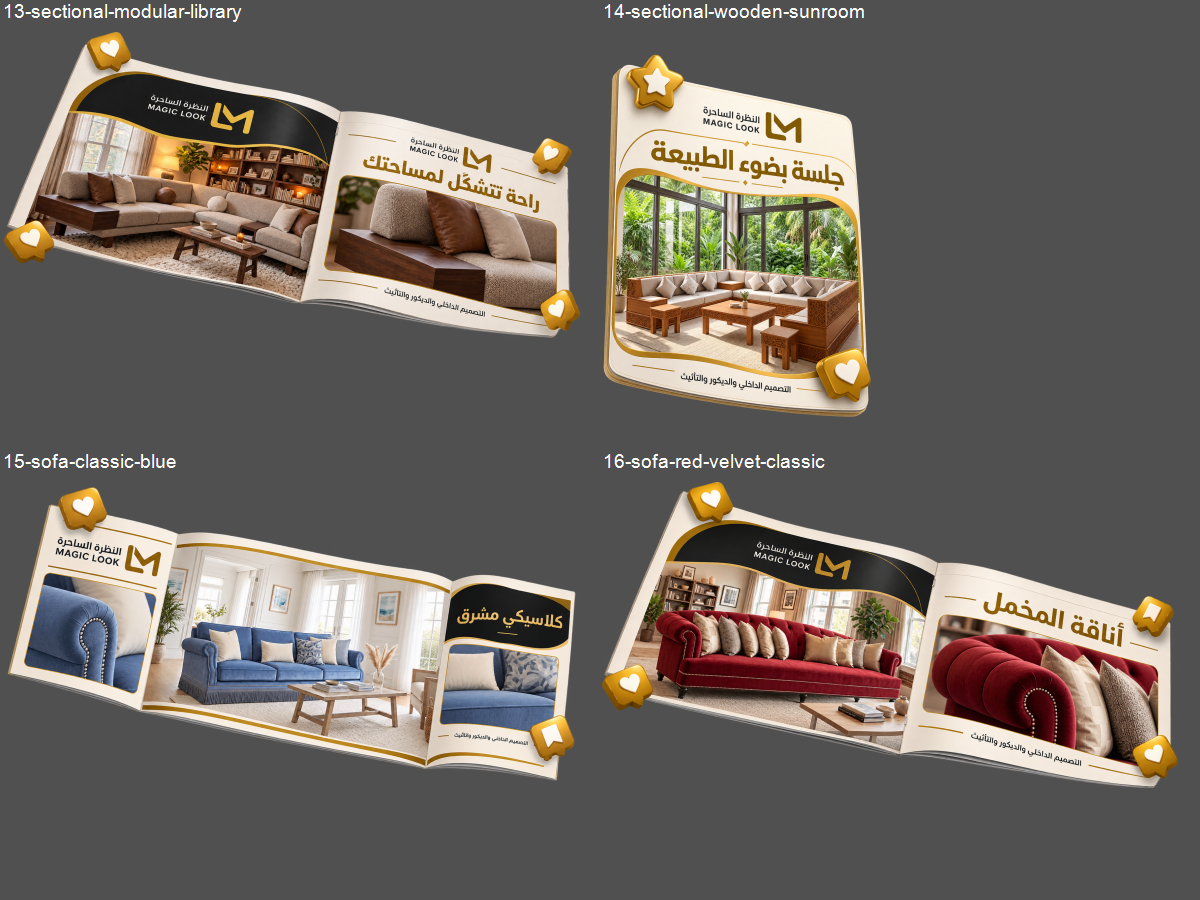 13-sectional-modular-library
النظرة الساحرة
MAGIC LOOK
النظرة الساحرة
MAGIC LOOK
راحة تتشكّل لمساحتك
التصميم الداخلي والديكور والتأثيث
14-sectional-wooden-sunroom
النظرة الساحرة
MAGIC LOOK
جلسة بضوء الطبيعة
التصميم الداخلي والديكور والتأثيث
15-sofa-classic-blue
النظرة الساحرة
MAGIC LOOK
كلاسيكي مشرق
التصميم الداخلي والديكور والتأثيث
16-sofa-red-velvet-classic
النظرة الساحرة
MAGIC LOOK
أناقة المخمل
التصميم الداخلي والديكور والتأثيث